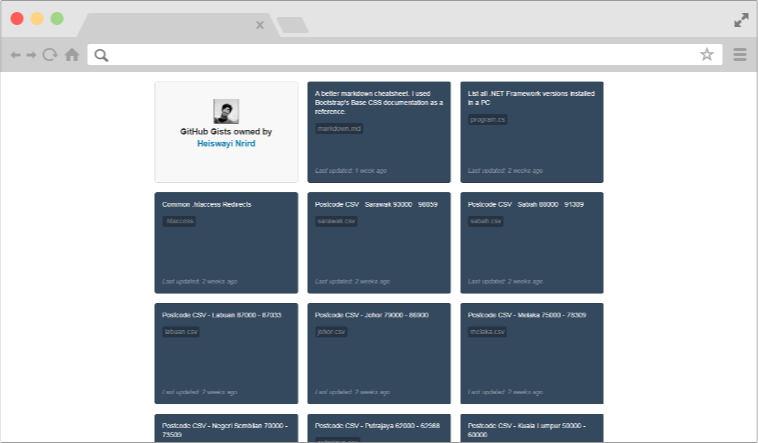 GitHub Gists owned by
Heiswayi Nrird
A better markdown cheatsheet. I used
Bootstrap's Base CSS documentation as a
reference.
markdown.md
Last updated: 1 week ago
List all .NET Framework versions installed
in a PC
program.cs
Last updated: 2 weeks ago
Common .htaccess Redirects
.htaccess
Last updated: 2 weeks ago
Postcode CSV - Sarawak 93000 - 98859
sarawak.csv
Last updated: 2 weeks ago
Postcode CSV - Sabah 88000 - 91309
sabah.csv
Last updated: 2 weeks ago
Postcode CSV - Labuan 87000 - 87033
labuan.csv
Last updated: 2 weeks ago
Postcode CSV - Johor 79000 - 86900
johor.csv
Last updated: 2 weeks ago
Postcode CSV - Melaka 75000 - 78309
melaka.csv
Last updated: 2 weeks ago
Postcode CSV - Negeri Sembilan 70000 -
73509
Postcode CSV - Putrajaya 62000 - 62988
Postcode CSV - Kuala Lumpur 50000 -
60000